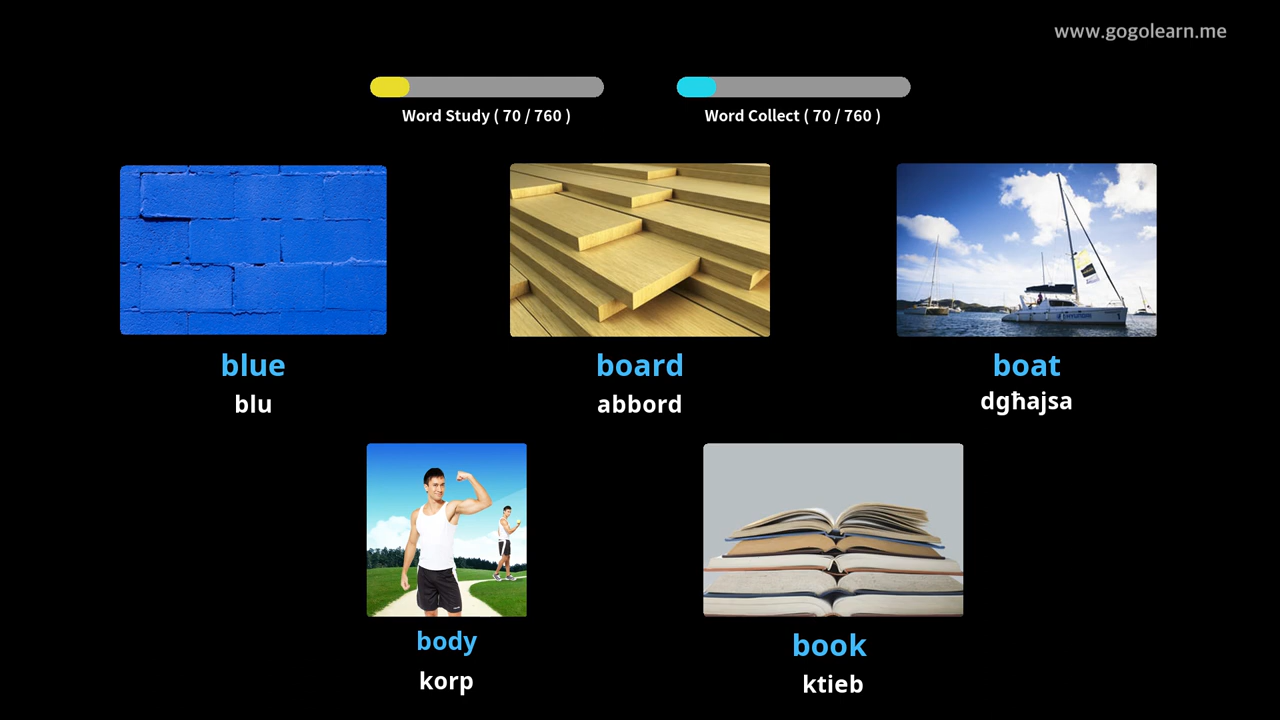 www.gogolearn.me
Word Study ( 70 / 760 )
Word Collect ( 70 / 760 )
blue
board
boat
blu
abbord
dgħajsa
body
book
korp
ktieb